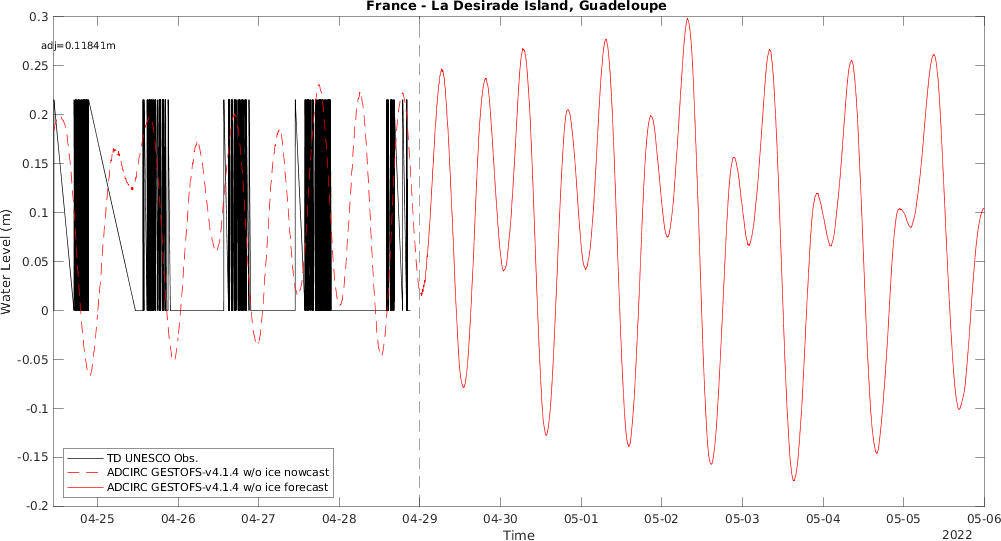 France - La Desirade Island, Guadeloupe
adj=0.11841m
0.3
0.25
0.2
0.15
0.1
0.05
0
-0.05
-0.1
-0.15
-0.2
Water Level (m)
TD UNESCO Obs.
ADCIRC GESTOFS-v4.1.4 w/o ice nowcast
ADCIRC GESTOFS-v4.1.4 w/o ice forecast
04-25 04-26 04-27 04-28 04-29 04-30 05-01 05-02 05-03 05-04 05-05 05-06
Time
2022